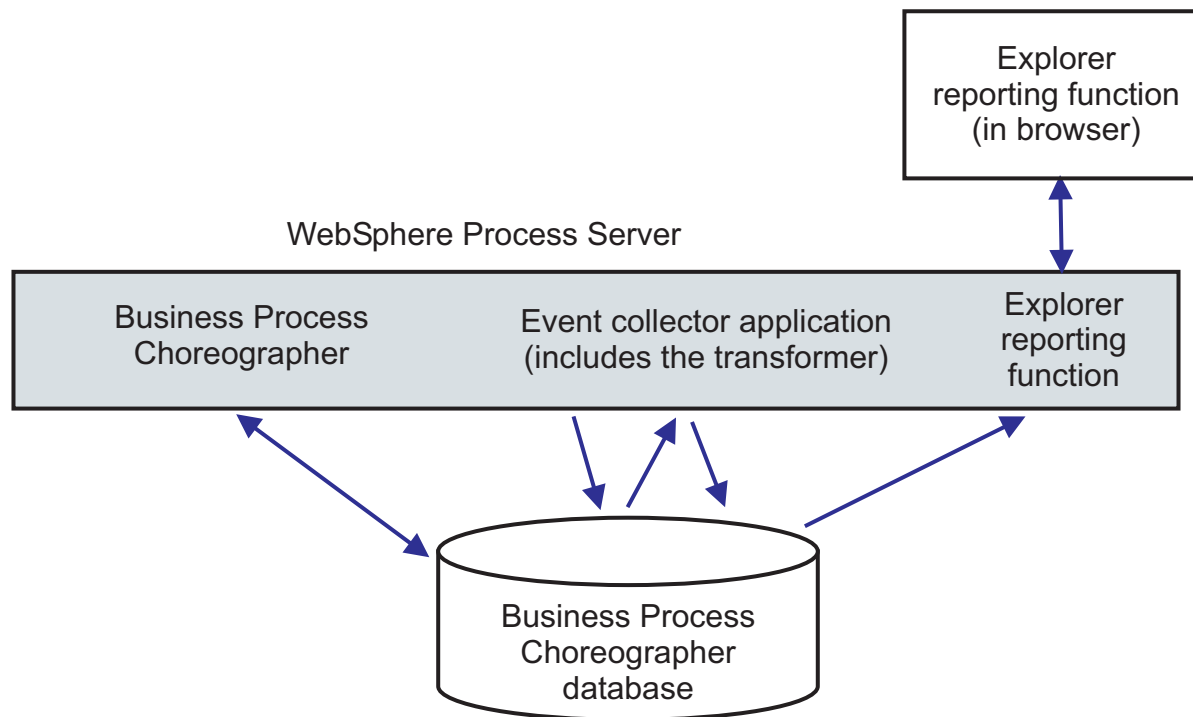 Explorer
reporting function
(in browser)
WebSphere Process Server
Business Process
Choreographer
Event collector application
(includes the transformer)
Explorer
reporting
function
Business Process
Choreographer
database